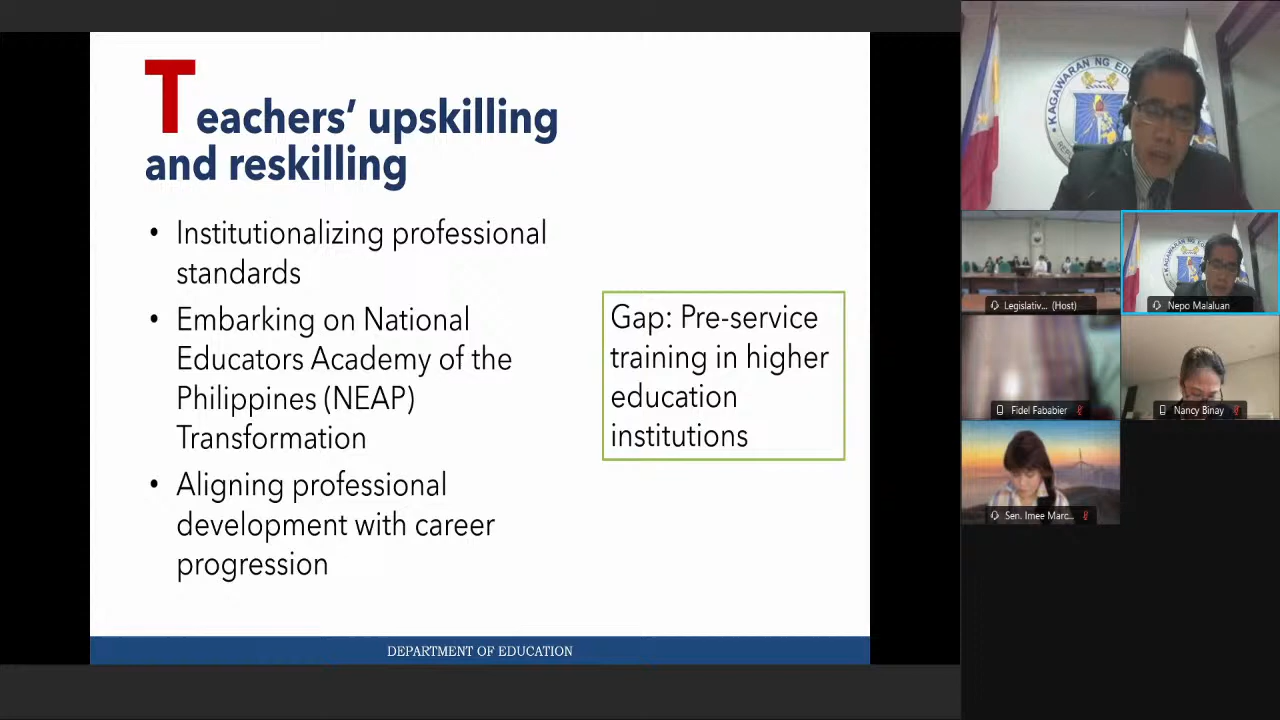 Teachers' upskilling
and reskilling
• Institutionalizing professional
standards
• Embarking on National
Educators Academy of the
Philippines (NEAP)
Transformation
• Aligning professional
development with career
progression
Gap: Pre-service
training in higher
education
institutions
DEPARTMENT OF EDUCATION
KAGAWARAN NG
Legislativ... (Host)
Nepo Malaluan
Fidel Fababier
Nancy Binay
Sen. Imee Marc...